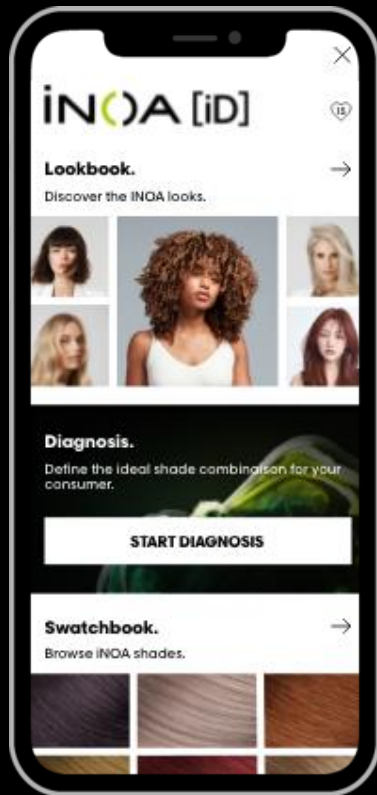 iNOA [iD]
15
Lookbook.
Discover the INOA looks.
Diagnosis.
Define the ideal shade combinaison for your
consumer.
START DIAGNOSIS
Swatchbook.
Browse iNOA shades.